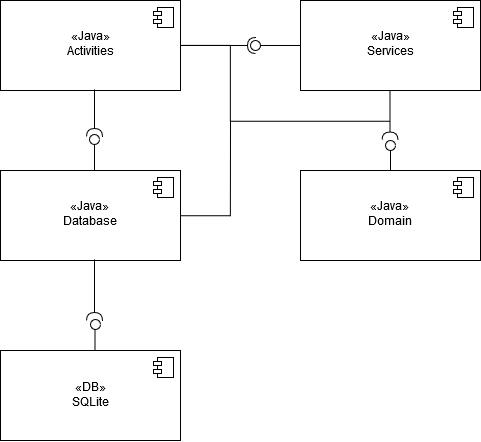 «Java»
Activities
«Java»
Services
«Java»
Database
«Java»
Domain
«DB»
SQLite